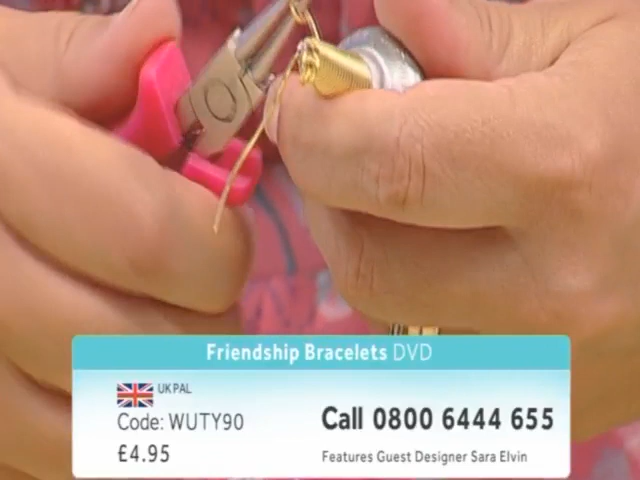 Friendship Bracelets DVD
UK PAL
Code: WUTY90
£4.95
Call 0800 6444 655
Features Guest Designer Sara Elvin